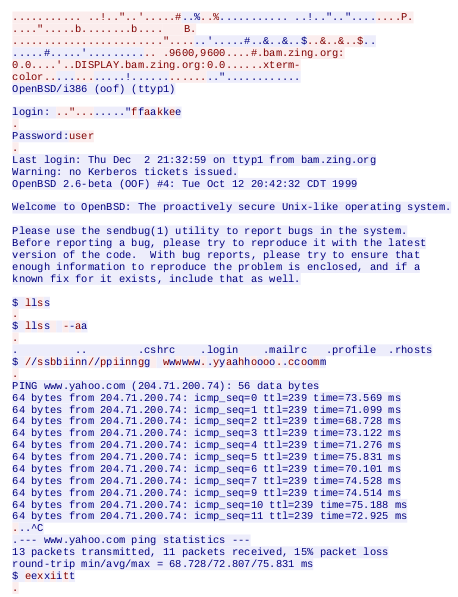 .......... ..!.."..'.....#..%..%........... ..!..".."........P.
....".....b........b....   B.
.............................."......'.....#..&..&..$..&..&..$..
.....#.....'........... .9600,9600....#.bam.zing.org:
0.0....'..DISPLAY.bam.zing.org:0.0......xterm-
color.............!.............."............
OpenBSD/i386 (oof) (ttyp1)
login: .."........"ffaakkee
.
Password:user
.
Last login: Thu Dec  2 21:32:59 on ttyp1 from bam.zing.org
Warning: no Kerberos tickets issued.
OpenBSD 2.6-beta (OOF) #4: Tue Oct 12 20:42:32 CDT 1999
Welcome to OpenBSD: The proactively secure Unix-like operating system.
Please use the sendbug(1) utility to report bugs in the system.
Before reporting a bug, please try to reproduce it with the latest
version of the code.  With bug reports, please try to ensure that
enough information to reproduce the problem is enclosed, and if a
known fix for it exists, include that as well.
$ llss
.
$ llss  --aa
.
.         ..        .cshrc    .login    .mailrc   .profile  .rhosts
$ //ssbbiinn//ppiinngg  wwwwww..yyaahhoooo..ccoomm
.
PING www.yahoo.com (204.71.200.74): 56 data bytes
64 bytes from 204.71.200.74: icmp_seq=0 ttl=239 time=73.569 ms
64 bytes from 204.71.200.74: icmp_seq=1 ttl=239 time=71.099 ms
64 bytes from 204.71.200.74: icmp_seq=2 ttl=239 time=68.728 ms
64 bytes from 204.71.200.74: icmp_seq=3 ttl=239 time=73.122 ms
64 bytes from 204.71.200.74: icmp_seq=4 ttl=239 time=71.276 ms
64 bytes from 204.71.200.74: icmp_seq=5 ttl=239 time=75.831 ms
64 bytes from 204.71.200.74: icmp_seq=6 ttl=239 time=70.101 ms
64 bytes from 204.71.200.74: icmp_seq=7 ttl=239 time=74.528 ms
64 bytes from 204.71.200.74: icmp_seq=9 ttl=239 time=74.514 ms
64 bytes from 204.71.200.74: icmp_seq=10 ttl=239 time=75.188 ms
64 bytes from 204.71.200.74: icmp_seq=11 ttl=239 time=72.925 ms
...^C
.--- www.yahoo.com ping statistics ---
13 packets transmitted, 11 packets received, 15% packet loss
round-trip min/avg/max = 68.728/72.807/75.831 ms
$ eexxiitt
.